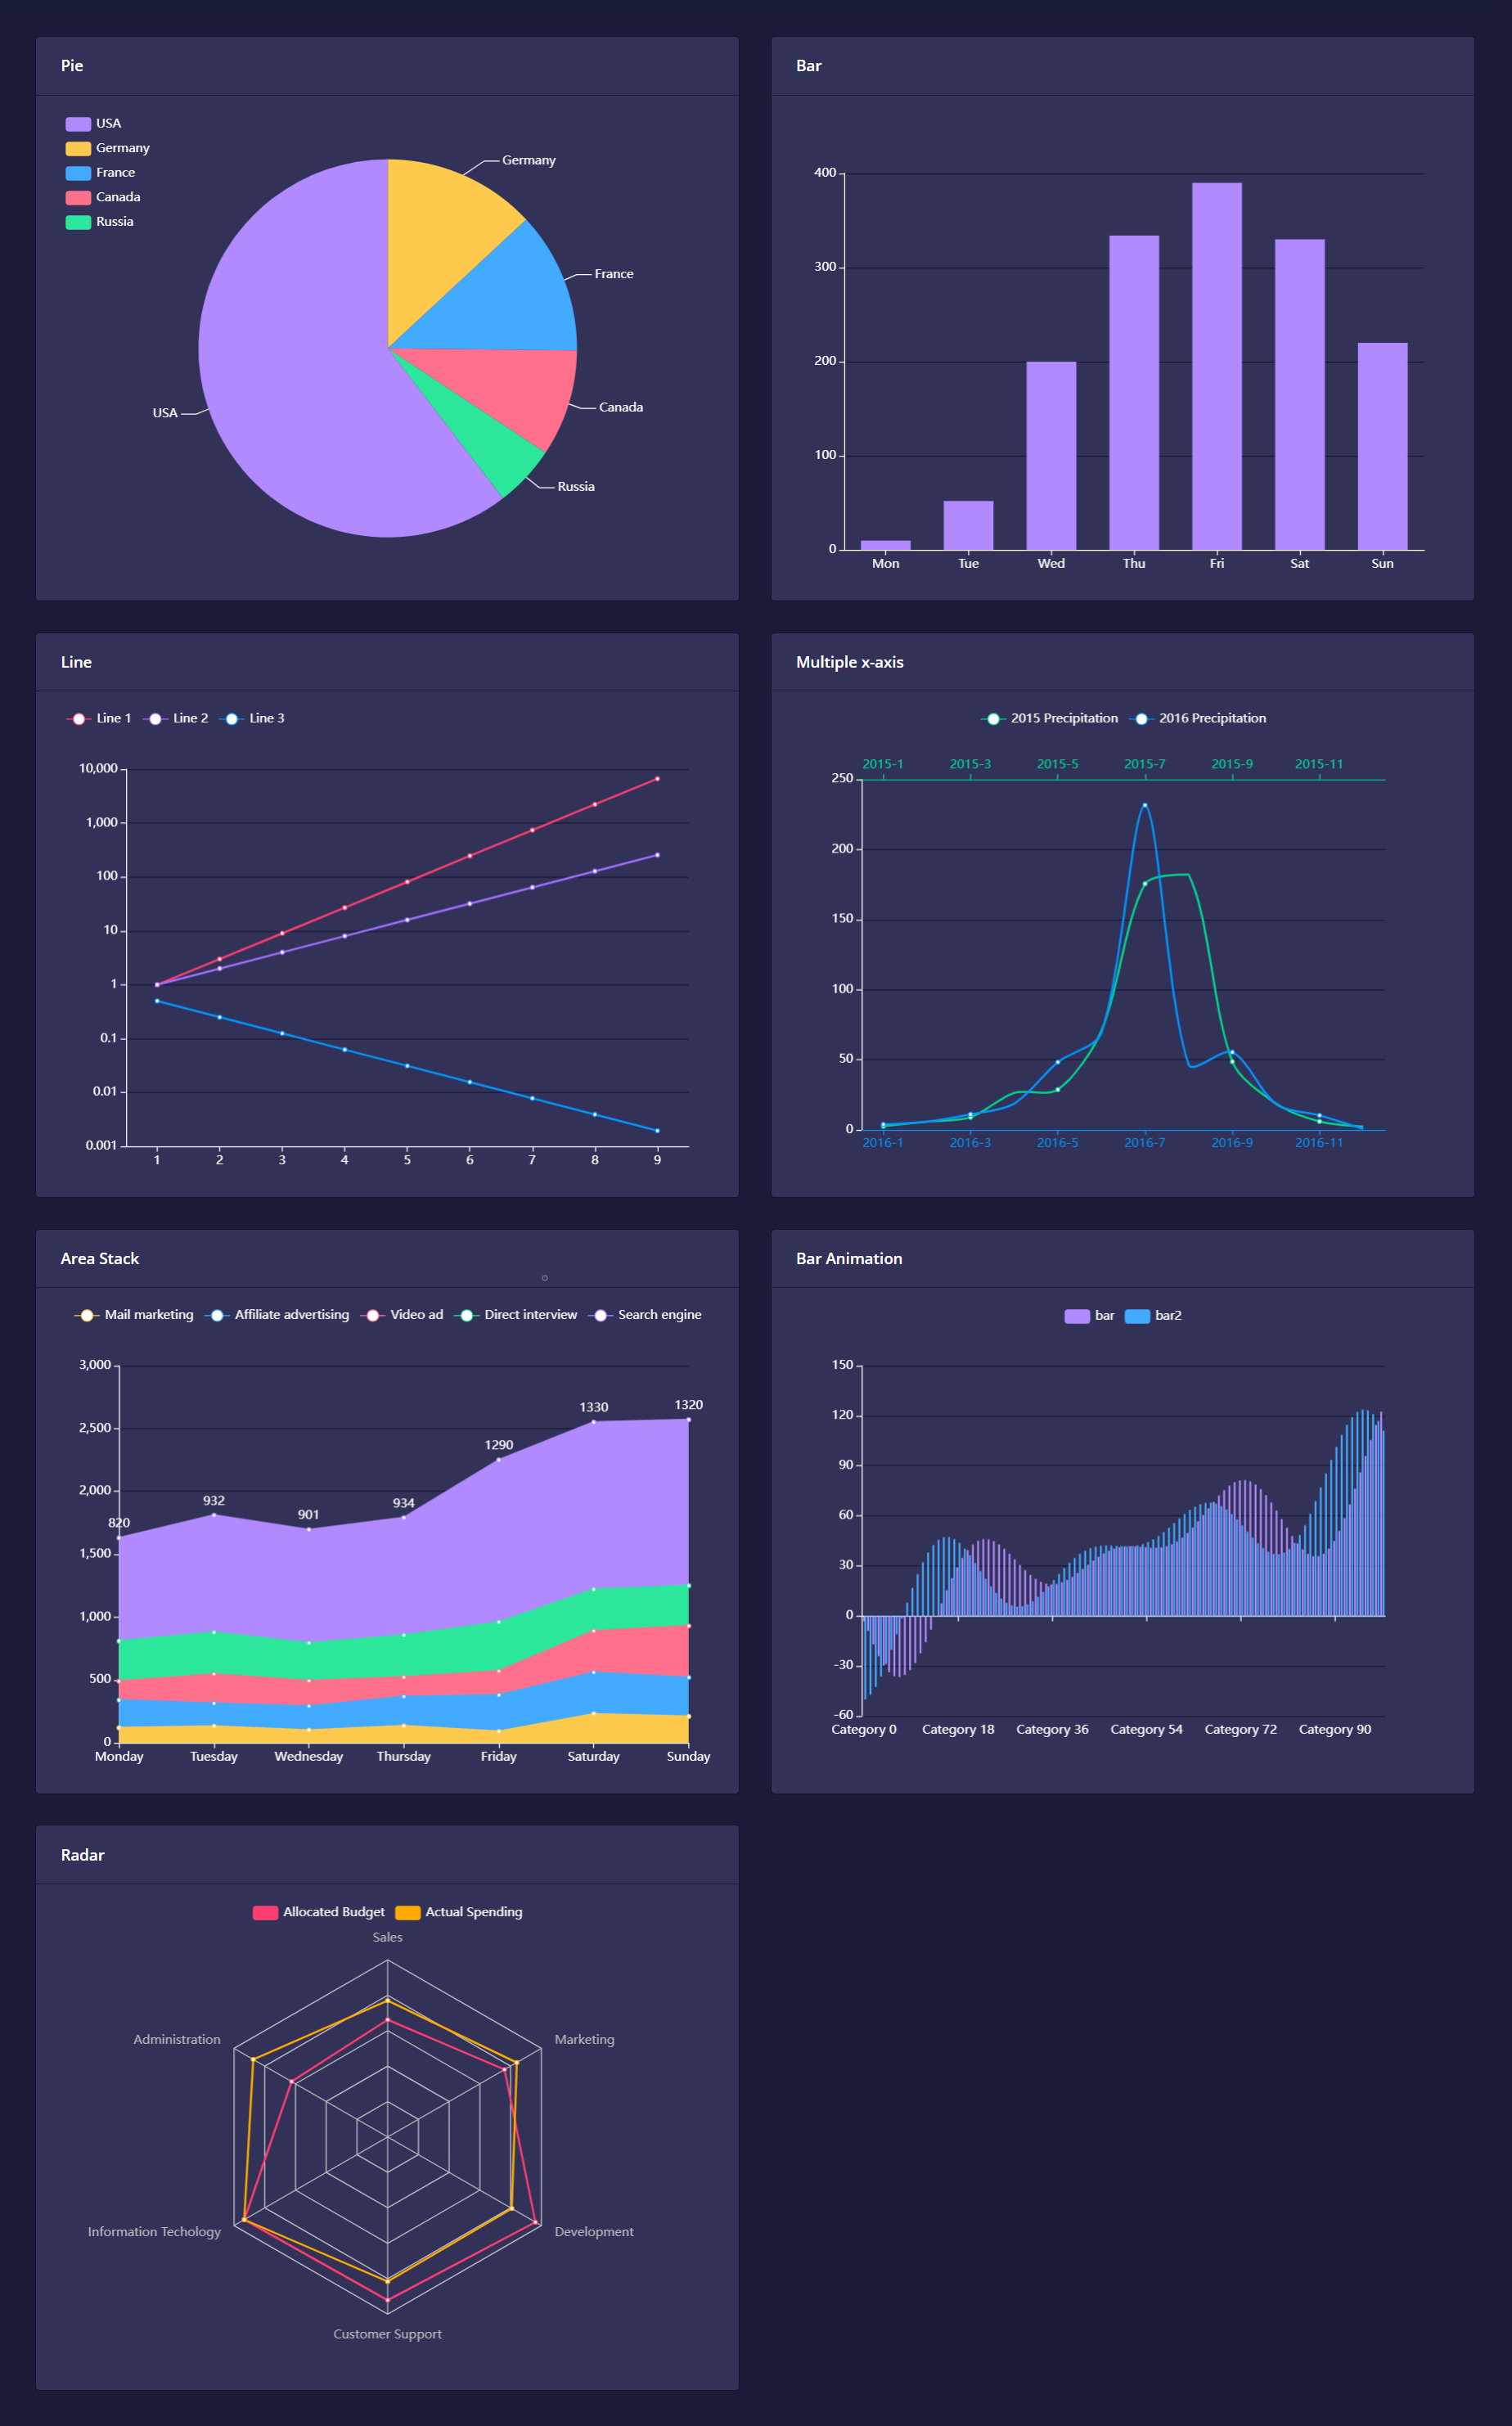 Pie
USA
Germany
France
Canada
Russia
Germany
France
Canada
Russia
USA
Bar
400
300
200
100
0
Mon Tue Wed Thu Fri Sat Sun
Line
Line 1 Line 2 Line 3
10,000
1,000
100
10
1
0.1
0.01
0.001
1 2 3 4 5 6 7 8 9
Multiple x-axis
2015 Precipitation 2016 Precipitation
2015-1 2015-3 2015-5 2015-7 2015-9 2015-11
250
200
150
100
50
0
2016-1 2016-3 2016-5 2016-7 2016-9 2016-11
Area Stack
Mail marketing Affiliate advertising Video ad Direct interview Search engine
3,000
2,500
2,000
1,500
1,000
500
0
820 932 901 934 1290 1330 1320
Monday Tuesday Wednesday Thursday Friday Saturday Sunday
Bar Animation
bar bar2
150
120
90
60
30
0
-30
-60
Category 0 Category 18 Category 36 Category 54 Category 72 Category 90
Radar
Allocated Budget Actual Spending
Sales
Administration
Marketing
Information Techology
Development
Customer Support